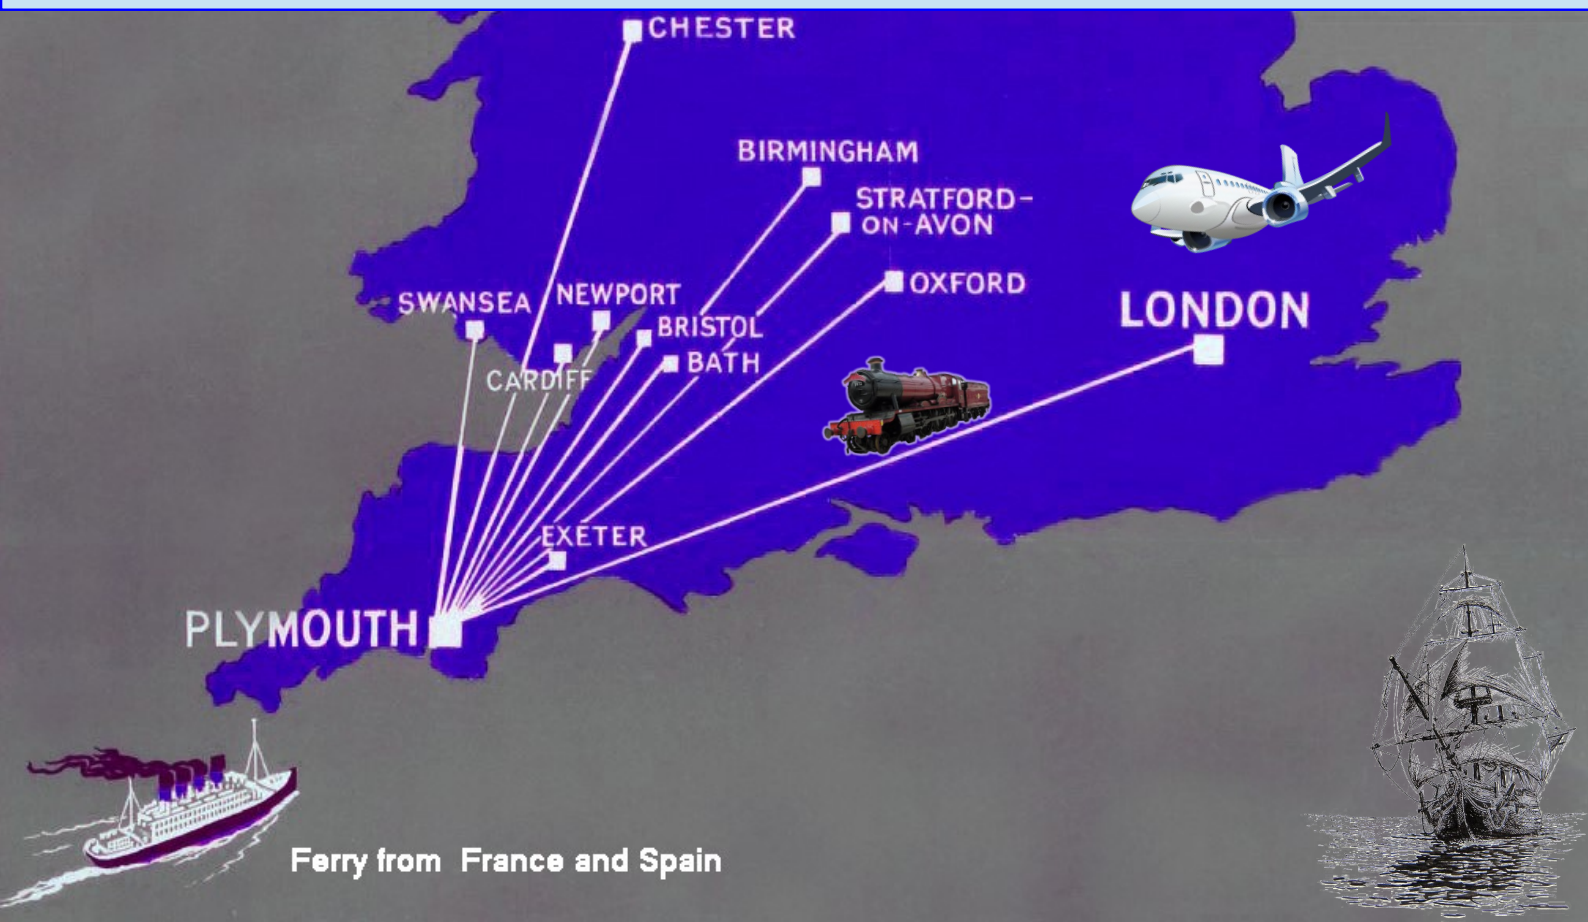 CHESTER
BIRMINGHAM
STRATFORD-
ON-AVON
OXFORD
SWANSEA
NEWPORT
LONDON
BRISTOL
BATH
CARDIFF
EXETER
PLYMOUTH
Ferry from France and Spain